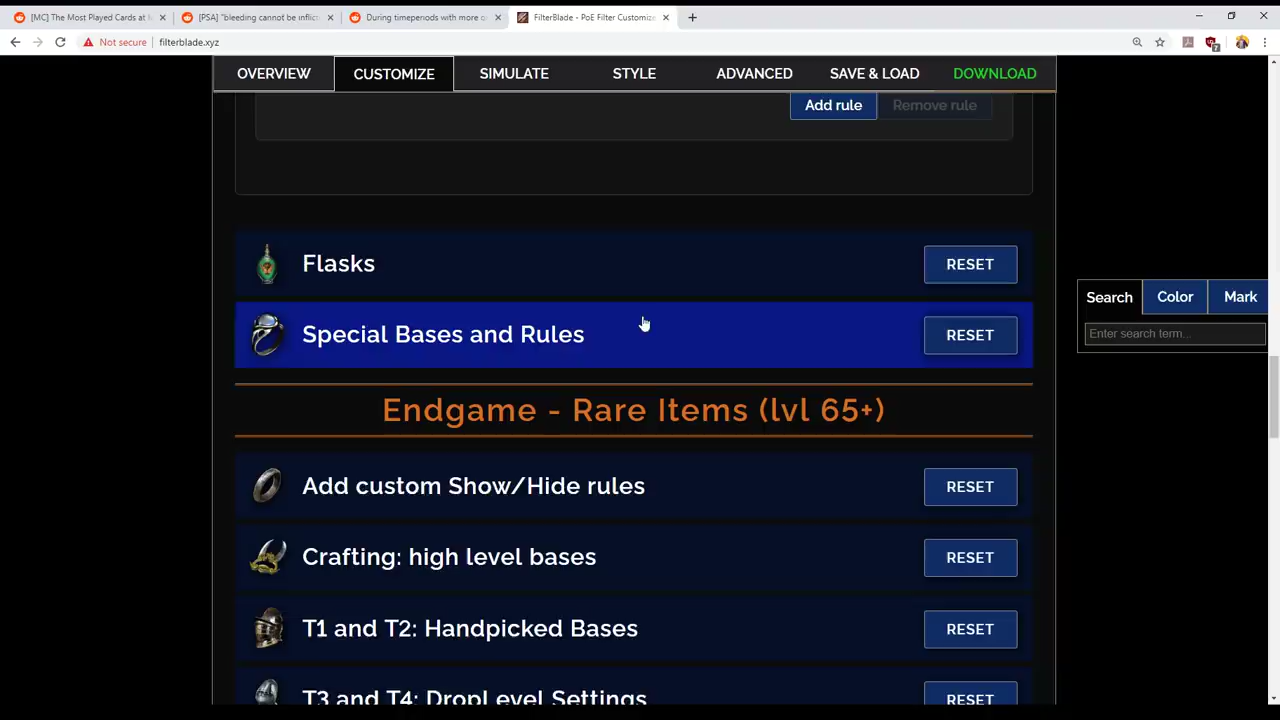 [MC] The Most Played Cards at l
[PSA] "bleeding cannot be inflict
During timeperiods with more o
FilterBlade - PoE Filter Customize
Not secure
filterblade.xyz
OVERVIEW
CUSTOMIZE
SIMULATE
STYLE
ADVANCED
SAVE & LOAD
DOWNLOAD
Add rule
Remove rule
Flasks
RESET
Special Bases and Rules
RESET
Search
Color
Mark
Enter search term...
Endgame - Rare Items (lvl 65+)
Add custom Show/Hide rules
RESET
Crafting: high level bases
RESET
T1 and T2: Handpicked Bases
RESET
T3 and T4: DropLevel Settings
RESET